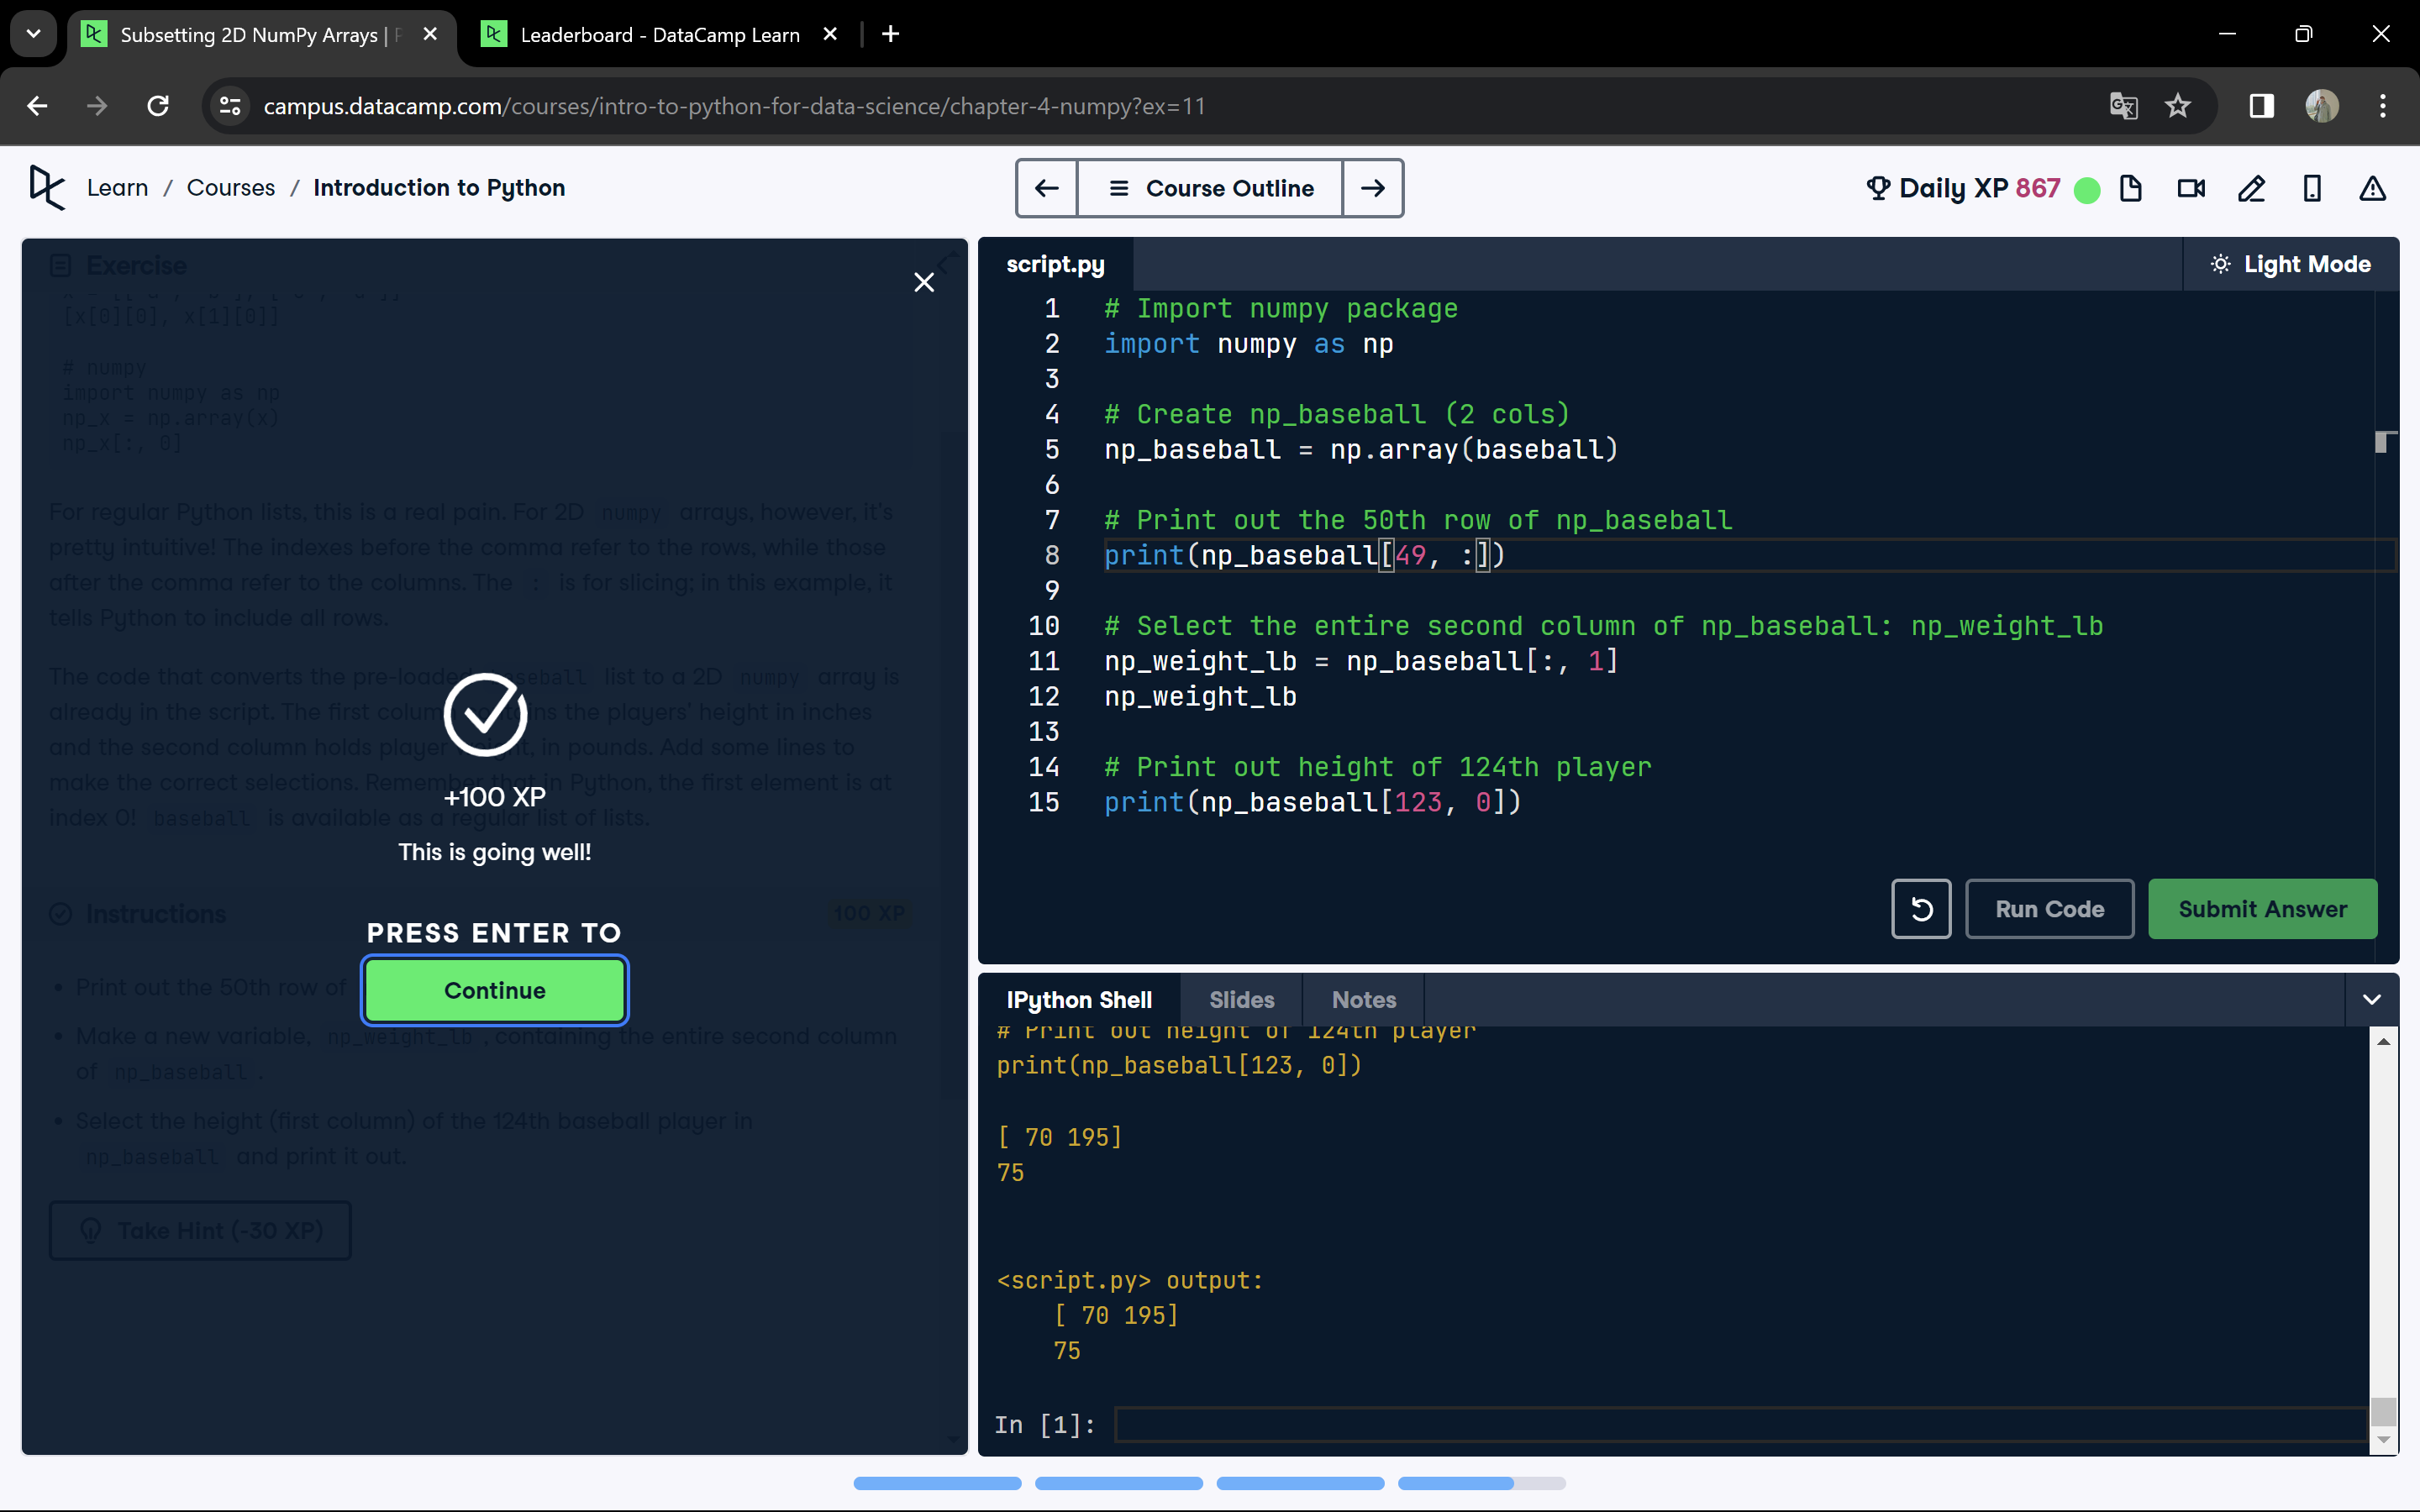 Subsetting 2D NumPy Arrays | P
Leaderboard - DataCamp Learn
campus.datacamp.com/courses/intro-to-python-for-data-science/chapter-4-numpy?ex=11
Learn / Courses / Introduction to Python
Course Outline
Daily XP 867
Exercise
[x[0][0], x[1][0]]
# numpy
import numpy as np
np_x = np.array(x)
np_x[:, 0]
For regular Python lists, this is a real pain. For 2D numpy arrays, however, it's
pretty intuitive! The indexes before the comma refer to the rows, while those
after the comma refer to the columns. The : is for slicing; in this example, it
tells Python to include all rows.
The code that converts the pre-loaded baseball list to a 2D numpy array is
already in the script. The first column contains the players' height in inches
and the second column holds player weight, in pounds. Add some lines to
make the correct selections. Remember that in Python, the first element is at
index 0! baseball is available as a regular list of lists.
+100 XP
This is going well!
Instructions
100 XP
PRESS ENTER TO
Continue
Print out the 50th row of
Make a new variable, np_weight_lb, containing the entire second column
of np_baseball.
Select the height (first column) of the 124th baseball player in
np_baseball and print it out.
Take Hint (-30 XP)
script.py
Light Mode
1 # Import numpy package
2 import numpy as np
3
4 # Create np_baseball (2 cols)
5 np_baseball = np.array(baseball)
6
7 # Print out the 50th row of np_baseball
8 print(np_baseball[49, :])
9
10 # Select the entire second column of np_baseball: np_weight_lb
11 np_weight_lb = np_baseball[:, 1]
12 np_weight_lb
13
14 # Print out height of 124th player
15 print(np_baseball[123, 0])
Run Code
Submit Answer
IPython Shell
Slides
Notes
# Print out height of 124th player
print(np_baseball[123, 0])
[ 70 195]
75
<script.py> output:
[ 70 195]
75
In [1]: